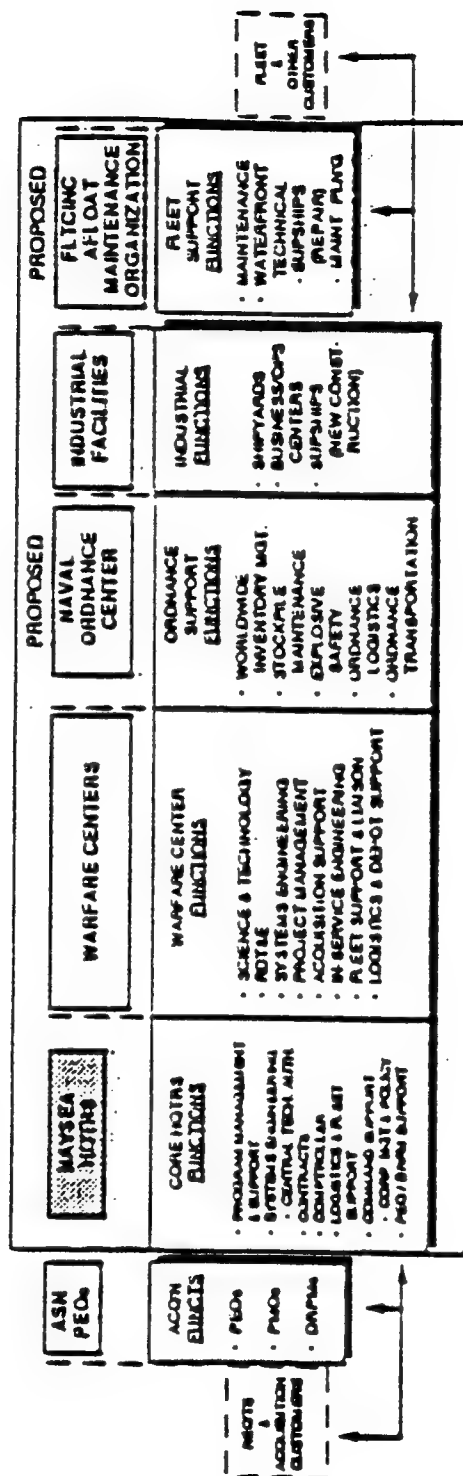 ASN
PEOs
ACQTN
FUNCTS
· PEOs
· PMOs
· DRPMs
RQOTS
&
ACQUISITION
CUSTOMERS
NAVSEA
HQTRS
CORE HQTRS
FUNCTIONS
· PROGRAM MANAGEMENT
& SUPPORT
· SYSTEMS ENGINEERING
· CENTRAL TECH. AUTH.
· CONTRACTS
· COMPTROLLER
· LOGISTICS & FLEET
SUPPORT
· COMMAND SUPPORT
· CORP &
POLICY
· PEO / DRPM SUPPORT
WARFARE CENTERS
WARFARE CENTER
FUNCTIONS
· SCIENCE & TECHNOLOGY
· RDT&E
· SYSTEMS ENGINEERING
· PROJECT MANAGEMENT
· ACQUISITION SUPPORT
· IN-SERVICE ENGINEERING
· FLEET SUPPORT & LIAISON
· LOGISTICS & DEPOT SUPPORT
PROPOSED
NAVAL
ORDNANCE
CENTER
ORDNANCE
SUPPORT
FUNCTIONS
· WORLDWIDE
INVENTORY MGT.
· STOCKPILE
MAINTENANCE
· EXPLOSIVE
SAFETY
· ORDNANCE
LOGISTICS
· ORDNANCE
TRANSPORTATION
INDUSTRIAL
FACILITIES
INDUSTRIAL
FUNCTIONS
· SHIPYARDS
· BUSINESS/OPS
CENTERS
· SUPSHIPS
(NEW CONST-
RUCTION)
PROPOSED
FLTCINC
AFLOAT
MAINTENANCE
ORGANIZATION
FLEET
SUPPORT
FUNCTIONS
· MAINTENANCE
· WATERFRONT
TECHNICAL
· SUPSHIPS
(REPAIR)
· MAINT PLNG
FLEET
&
OTHER
CUSTOMERS